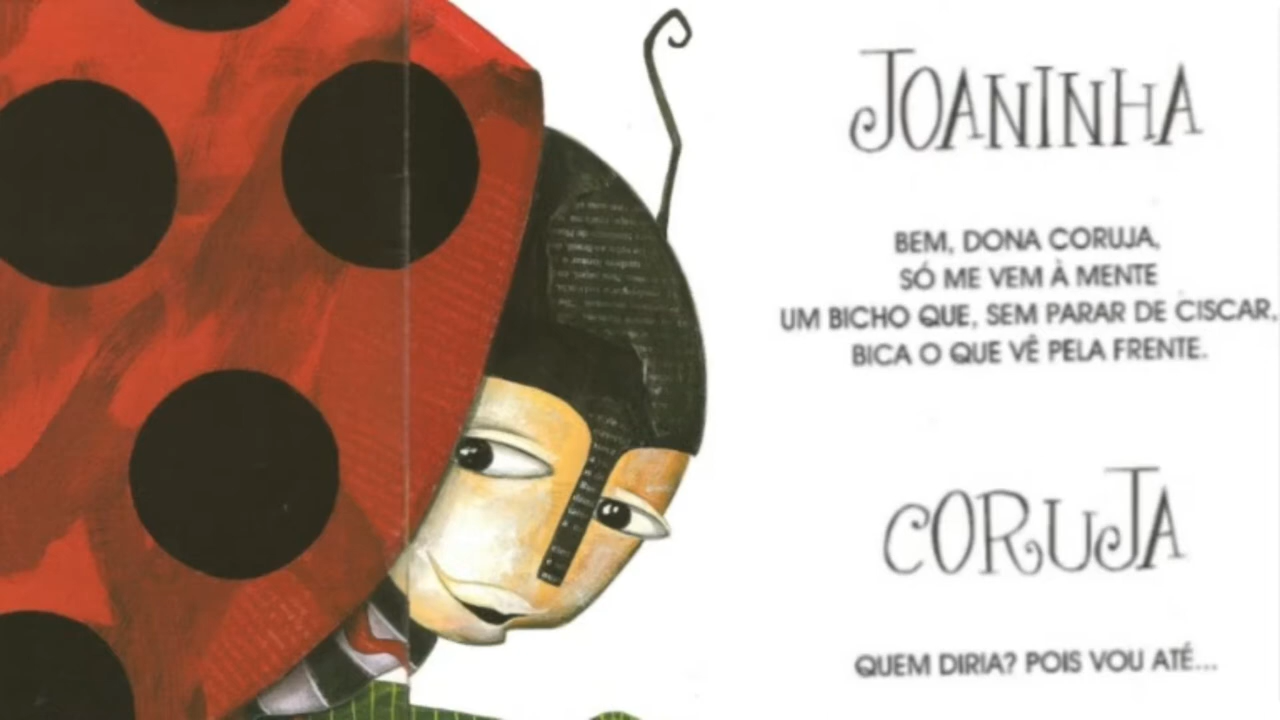 JOANINHA
BEM, DONA CORUJA,
SÓ ME VEM À MENTE
UM BICHO QUE, SEM PARAR DE CISCAR,
BICA O QUE VÊ PELA FRENTE.
CORUJA
QUEM DIRIA? POIS VOU ATÉ...